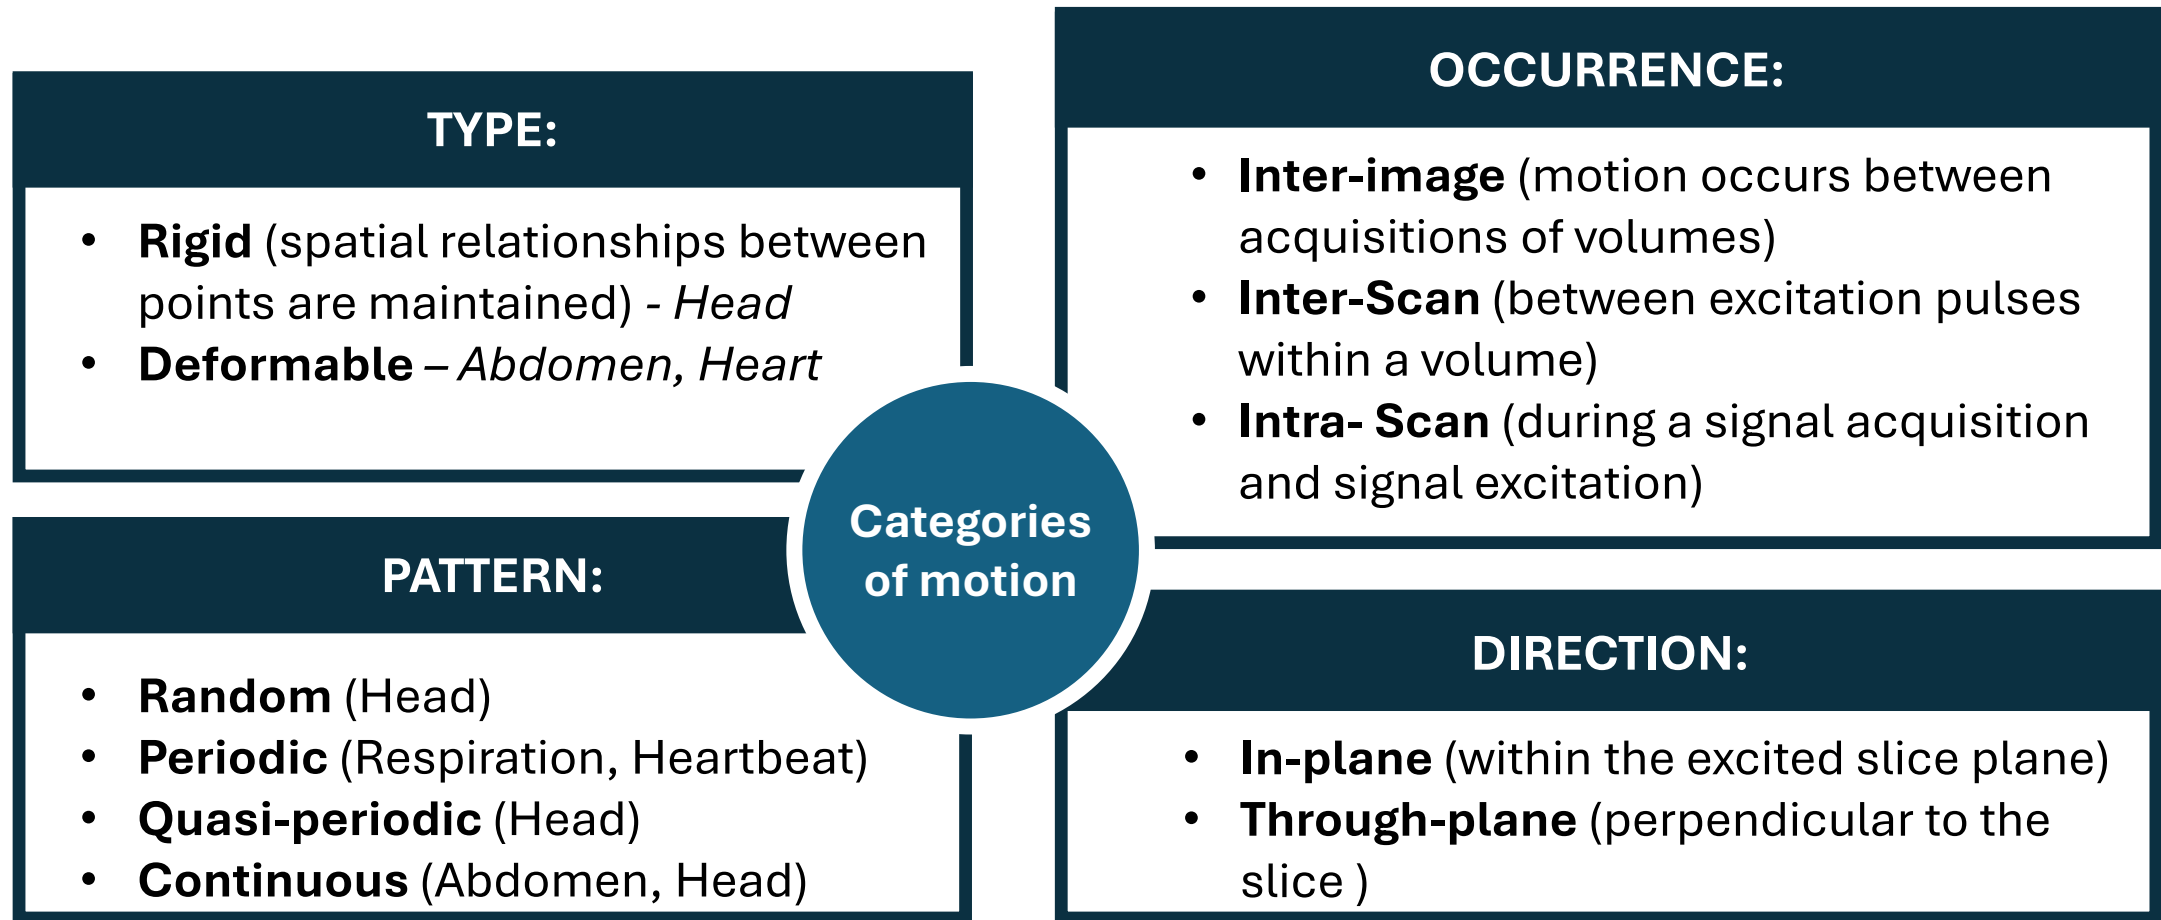 TYPE:
• Rigid (spatial relationships between
points are maintained) - Head
• Deformable – Abdomen, Heart
OCCURRENCE:
• Inter-image (motion occurs between
acquisitions of volumes)
• Inter-Scan (between excitation pulses
within a volume)
• Intra- Scan (during a signal acquisition
and signal excitation)
Categories
of motion
PATTERN:
• Random (Head)
• Periodic (Respiration, Heartbeat)
• Quasi-periodic (Head)
• Continuous (Abdomen, Head)
DIRECTION:
• In-plane (within the excited slice plane)
• Through-plane (perpendicular to the
slice )